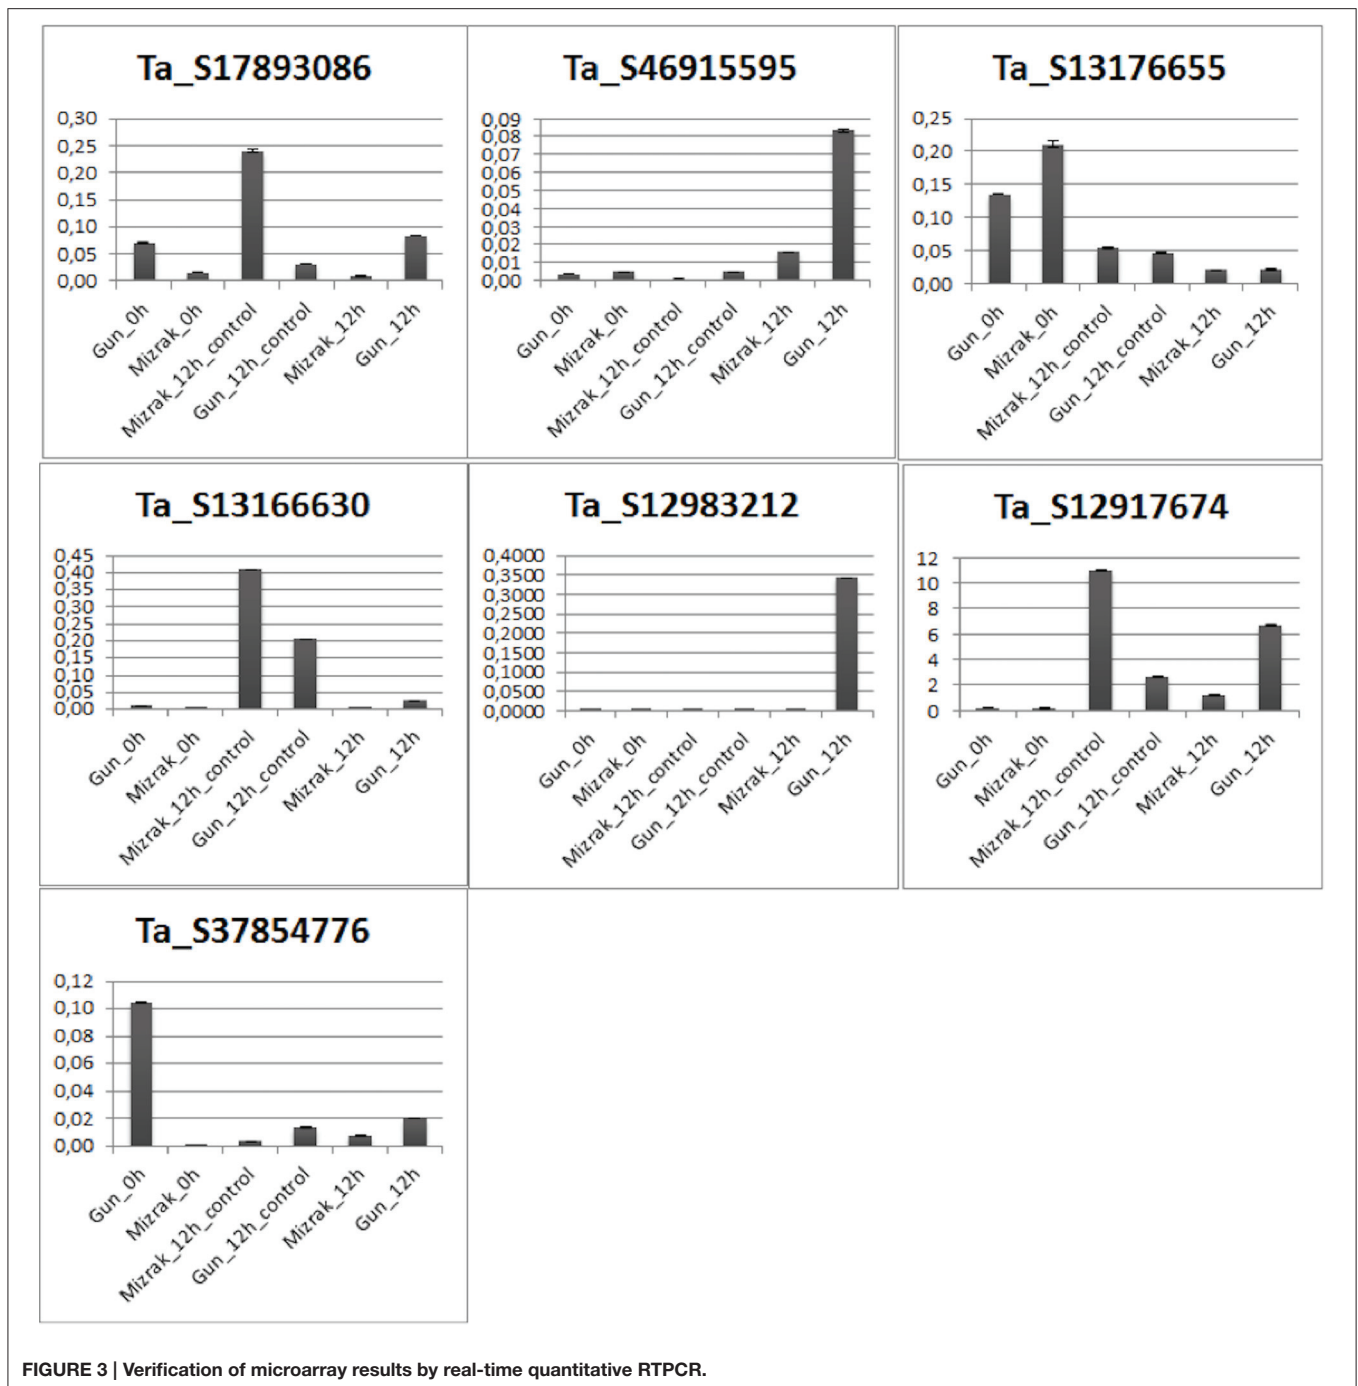 Ta_S17893086
0,30
0,25
0,20
0,15
0,10
0,05
0,00
Gun_0h
Mizrak_0h
Mizrak_12h_control
Gun_12h_control
Mizrak_12h
Gun_12h
Ta_S46915595
0,09
0,08
0,07
0,06
0,05
0,04
0,03
0,02
0,01
0,00
Gun_0h
Mizrak_0h
Mizrak_12h_control
Gun_12h_control
Mizrak_12h
Gun_12h
Ta_S13176655
0,25
0,20
0,15
0,10
0,05
0,00
Gun_0h
Mizrak_0h
Mizrak_12h_control
Gun_12h_control
Mizrak_12h
Gun_12h
Ta_S13166630
0,45
0,40
0,35
0,30
0,25
0,20
0,15
0,10
0,05
0,00
Gun_0h
Mizrak_0h
Mizrak_12h_control
Gun_12h_control
Mizrak_12h
Gun_12h
Ta_S12983212
0,4000
0,3500
0,3000
0,2500
0,2000
0,1500
0,1000
0,0500
0,0000
Gun_0h
Mizrak_0h
Mizrak_12h_control
Gun_12h_control
Mizrak_12h
Gun_12h
Ta_S12917674
12
10
8
6
4
2
0
Gun_0h
Mizrak_0h
Mizrak_12h_control
Gun_12h_control
Mizrak_12h
Gun_12h
Ta_S37854776
0,12
0,10
0,08
0,06
0,04
0,02
0,00
Gun_0h
Mizrak_0h
Mizrak_12h_control
Gun_12h_control
Mizrak_12h
Gun_12h
FIGURE 3 | Verification of microarray results by real-time quantitative RTPCR.